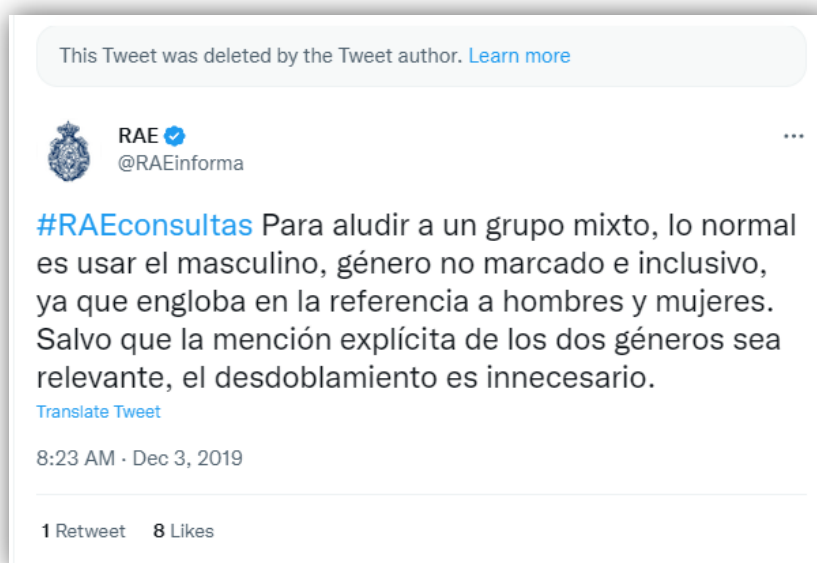 This Tweet was deleted by the Tweet author. Learn more
RAE
@RAEinforma
#RAEconsultas Para aludir a un grupo mixto, lo normal
es usar el masculino, género no marcado e inclusivo,
ya que engloba en la referencia a hombres y mujeres.
Salvo que la mención explícita de los dos géneros sea
relevante, el desdoblamiento es innecesario.
Translate Tweet
8:23 AM · Dec 3, 2019
1 Retweet 8 Likes